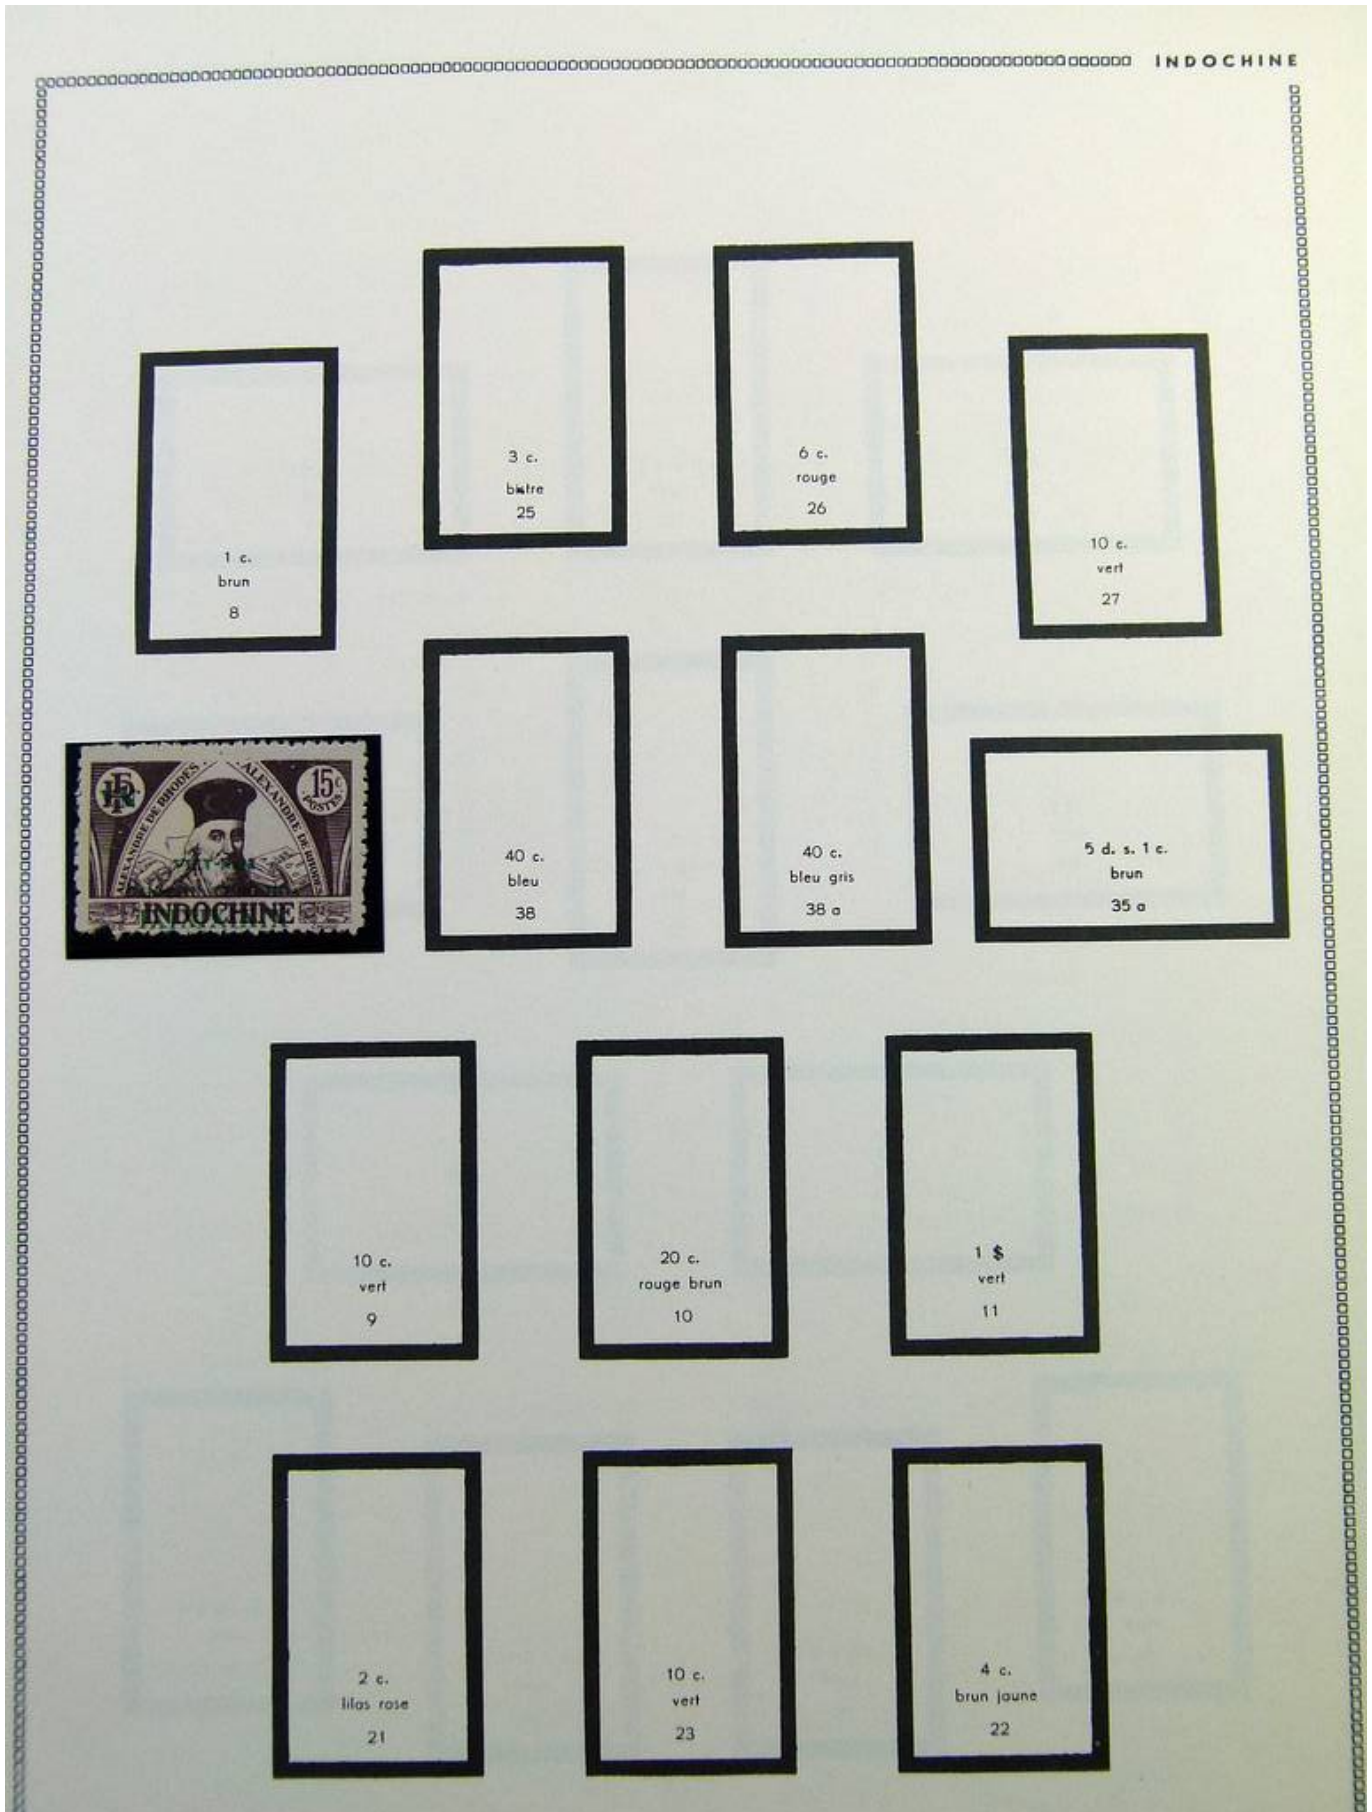 INDOCHINE
3 c.
bistre
25
6 c.
rouge
26
1 c.
brun
8
10 c.
vert
27
15c
POSTES
ALEXANDRE DE RHODES
ALEXANDRE DE RHODES
INDOCHINE
40 c.
bleu
38
40 c.
bleu gris
38 a
5 d. s. 1 c.
brun
35 a
10 c.
vert
9
20 c.
rouge brun
10
1 $
vert
11
2 c.
lilas rose
21
10 c.
vert
23
4 c.
brun jaune
22